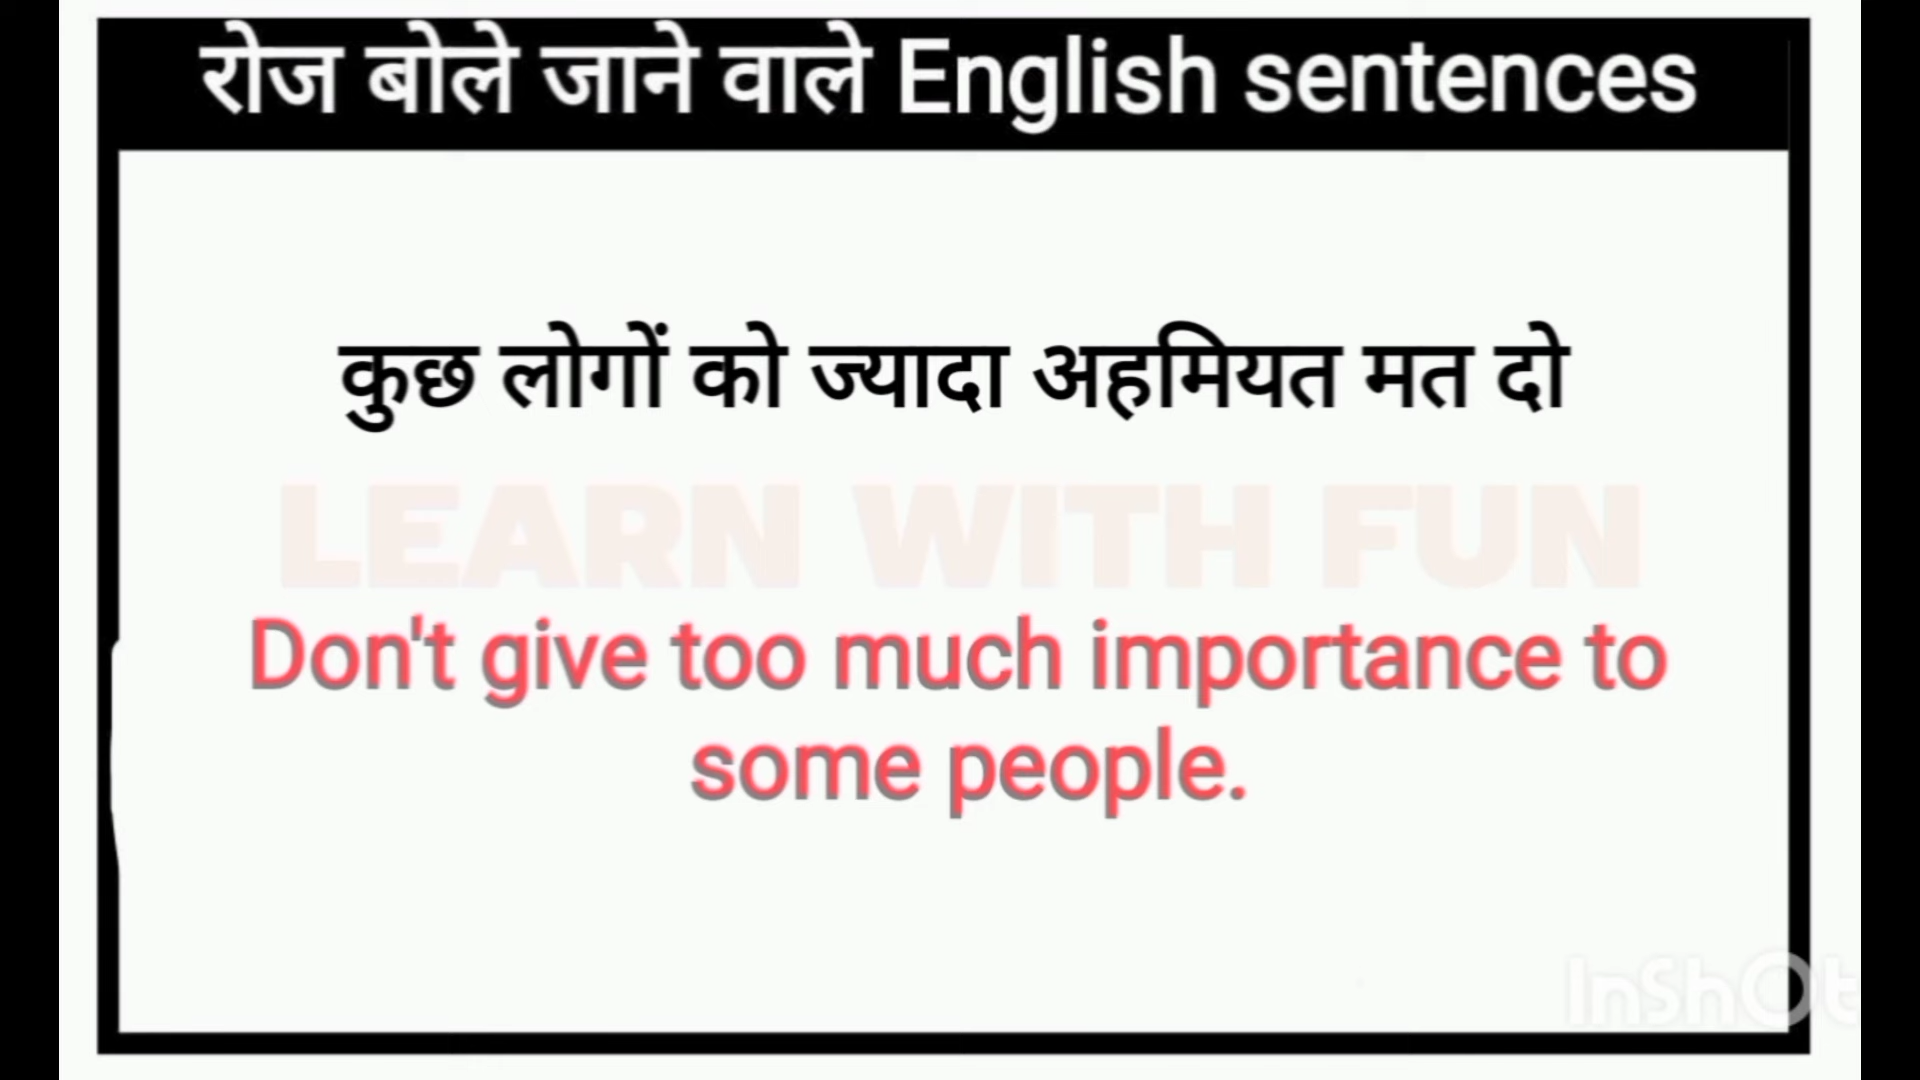 रोज बोले जाने वाले English sentences
कुछ लोगों को ज्यादा अहमियत मत दो
LEARN WITH FUN
Don't give too much importance to
some people.
InShOt